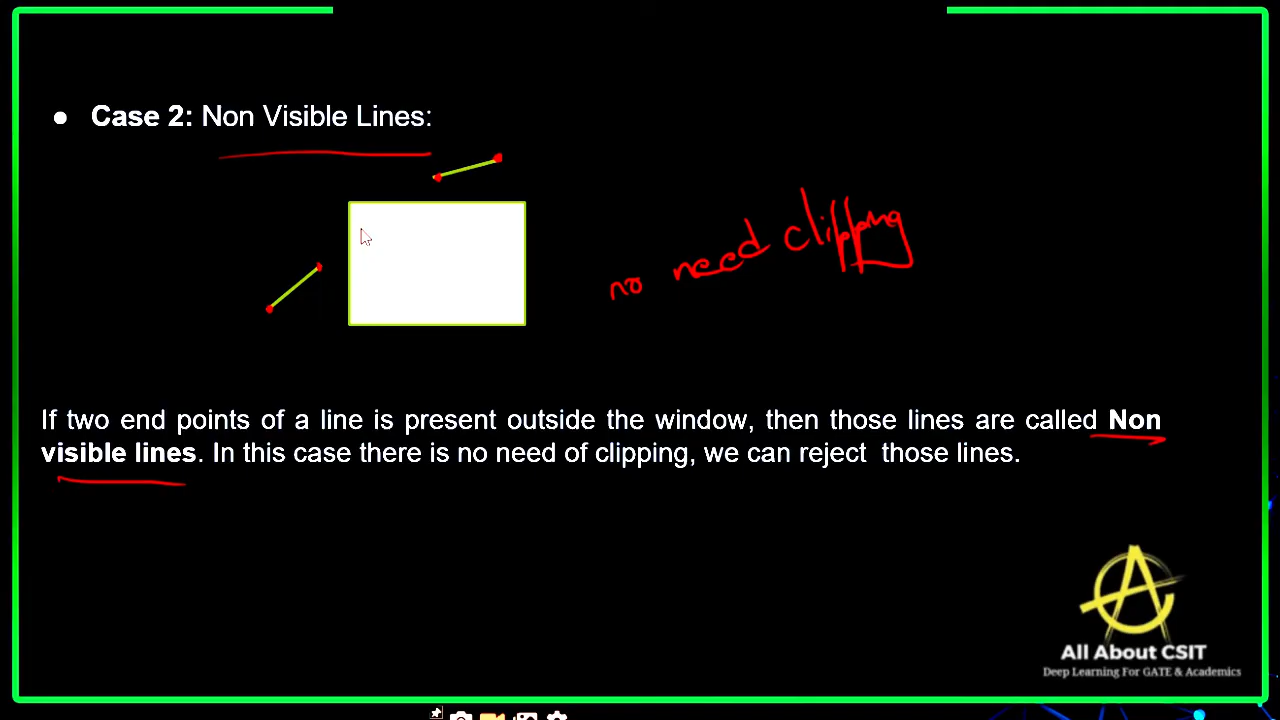 ● Case 2: Non Visible Lines:
no need clipping
If two end points of a line is present outside the window, then those lines are called Non
visible lines. In this case there is no need of clipping, we can reject those lines.
All About CSIT
Deep Learning For GATE & Academics